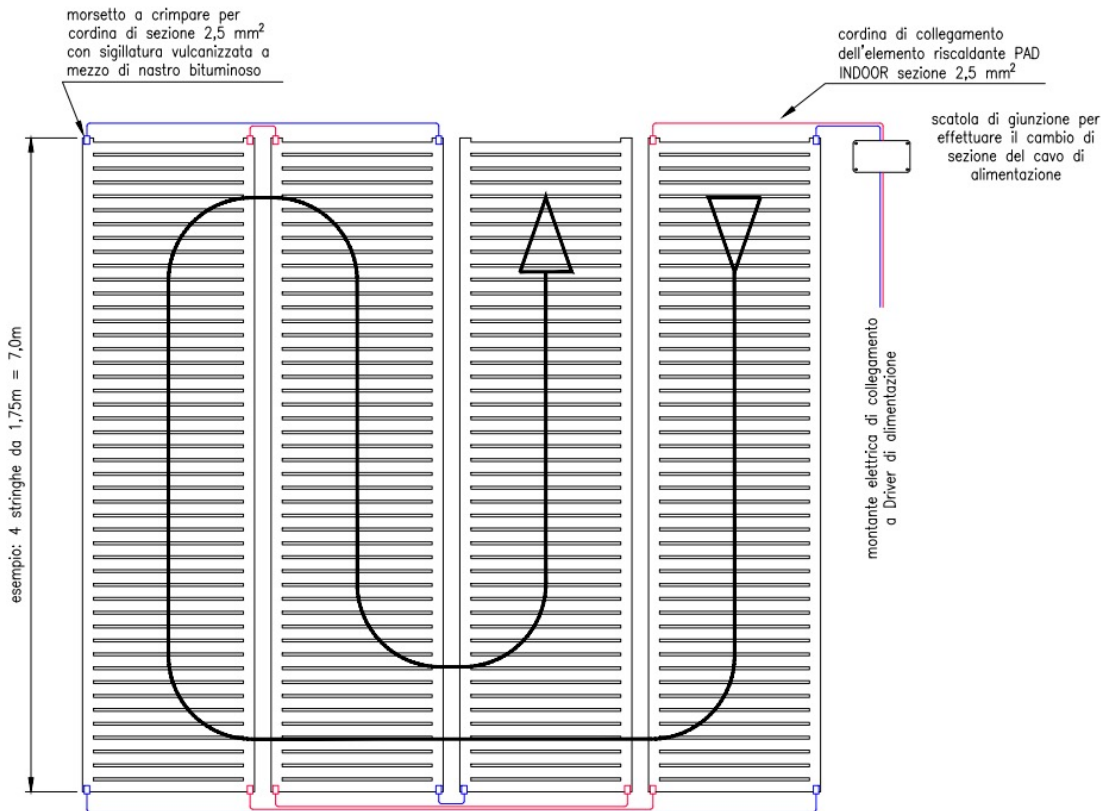 morsetto a crimpare per
cordina di sezione 2,5 mm²
con sigillatura vulcanizzata a
mezzo di nastro bituminoso
cordina di collegamento
dell'elemento riscaldante PAD
INDOOR sezione 2,5 mm²
scatola di giunzione per
effettuare il cambio di
sezione del cavo di
alimentazione
esempio: 4 stringhe da 1,75m = 7,0m
montante elettrica di collegamento
a Driver di alimentazione